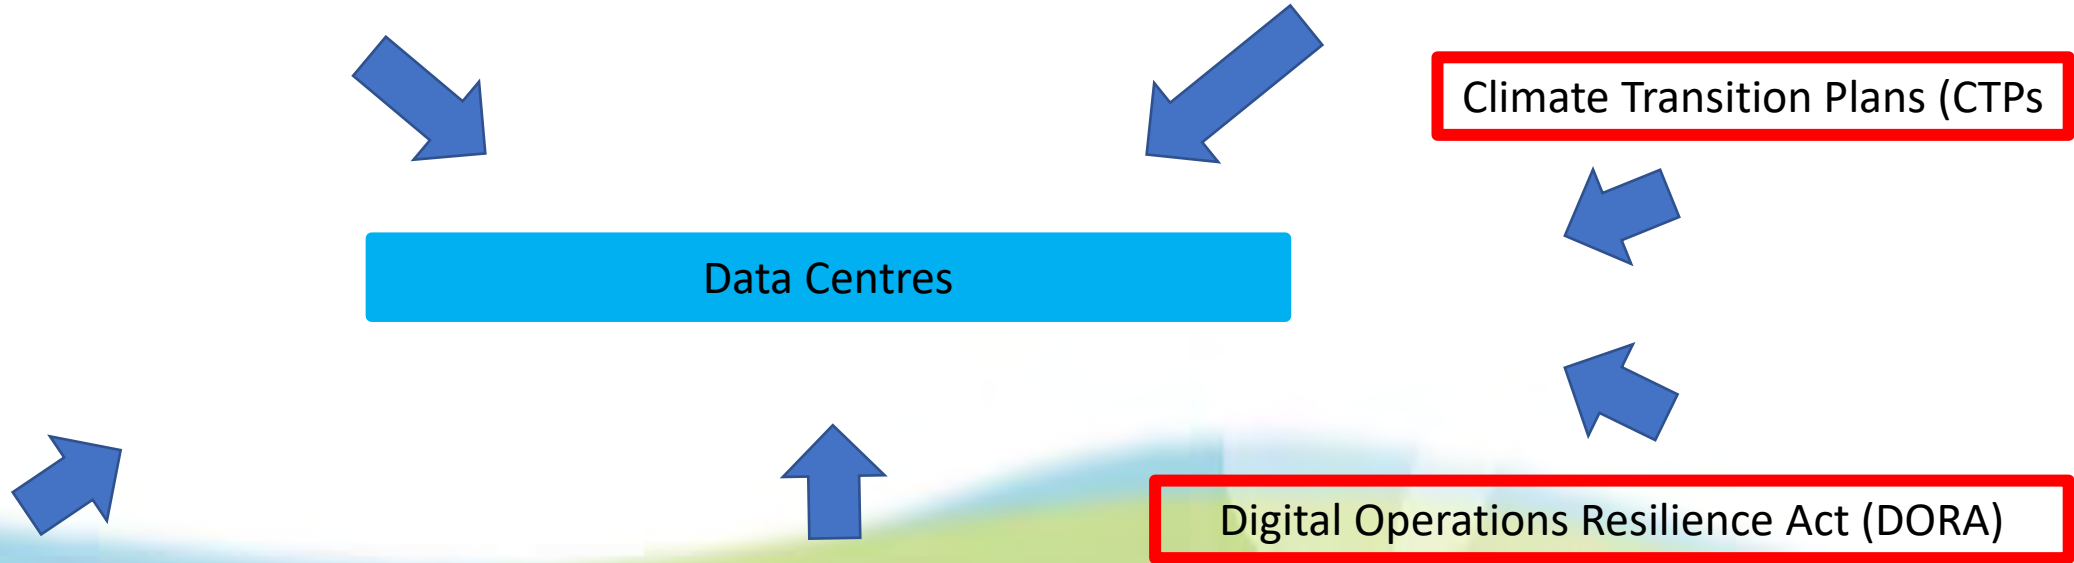 Climate Transition Plans (CTPs
Data Centres
Digital Operations Resilience Act (DORA)